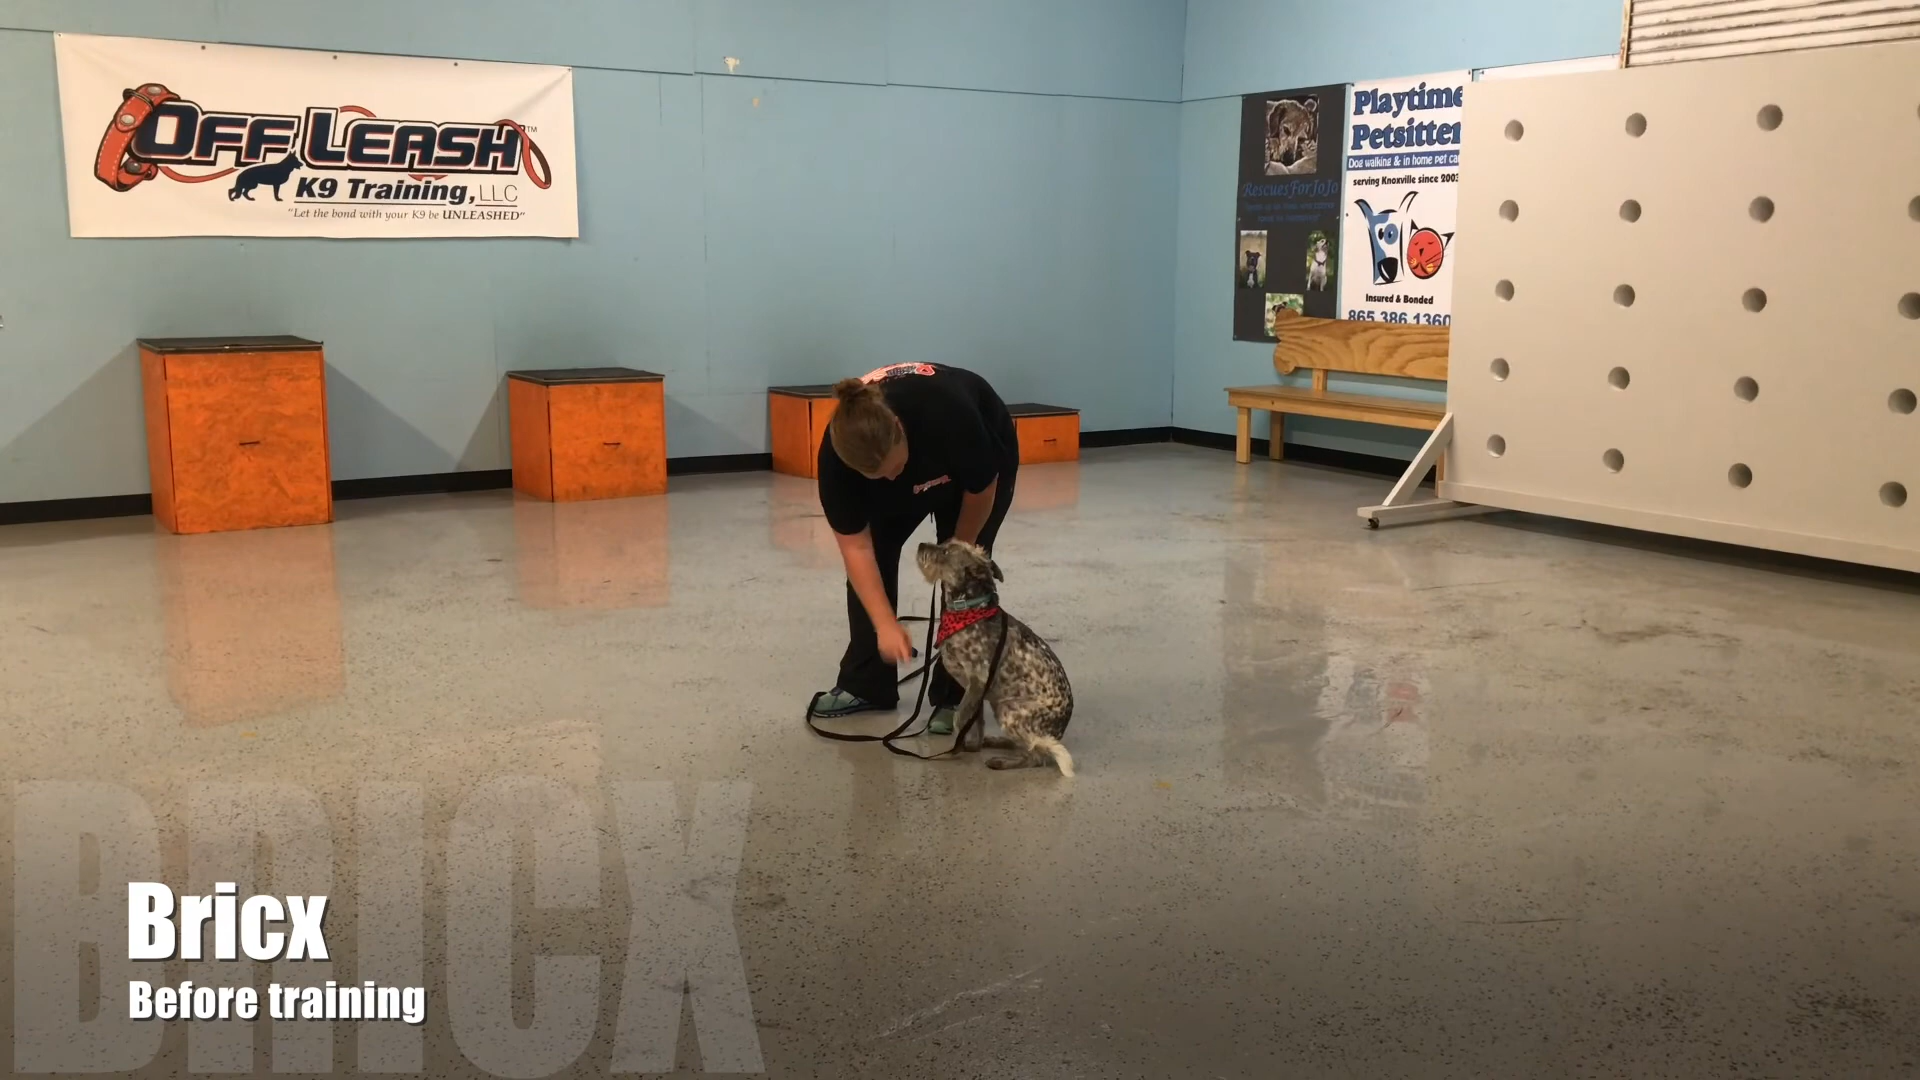 OFF LEASH™
K9 Training, LLC
"Let the bond with your K9 be UNLEASHED"
RescuesForJoJo
Playtime
Petsitter
Dog walking & in home pet ca
serving Knoxville since 2003
Insured & Bonded
865 386 1360
BRICX
Bricx
Before training